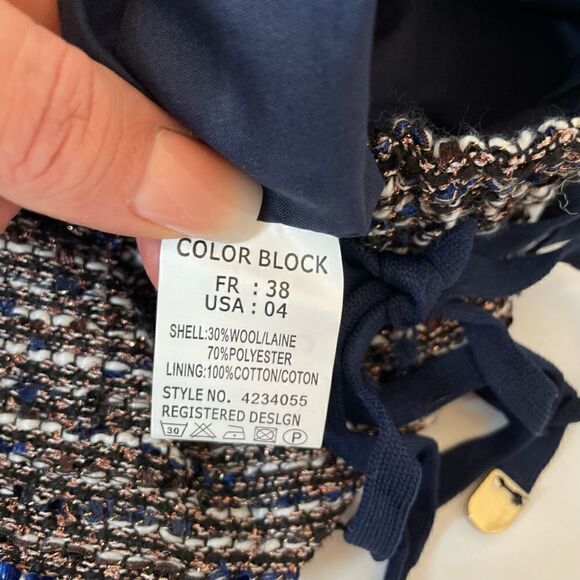 COLOR BLOCK
FR : 38
USA : 04
SHELL:30%WOOL/LAINE
70%POLYESTER
LINING:100%COTTON/COTON
STYLE NO. 4234055
REGISTERED DESLGN
30 P